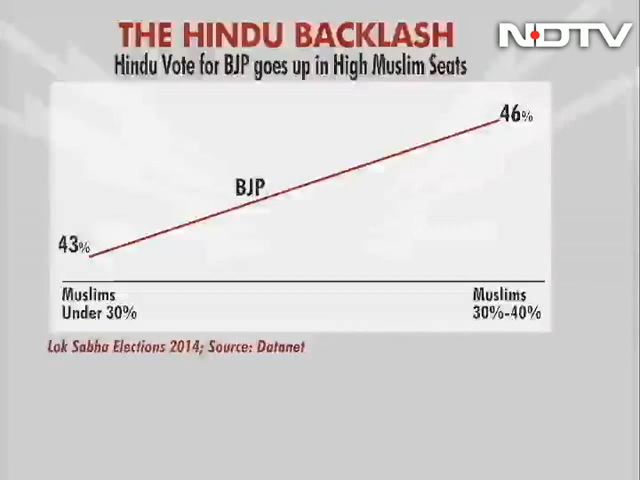 THE HINDU BACKLASH
NDTV
Hindu Vote for BJP goes up in High Muslim Seats
46%
BJP
43%
Muslims
Under 30%
Muslims
30%-40%
Lok Sabha Elections 2014; Source: Datanet